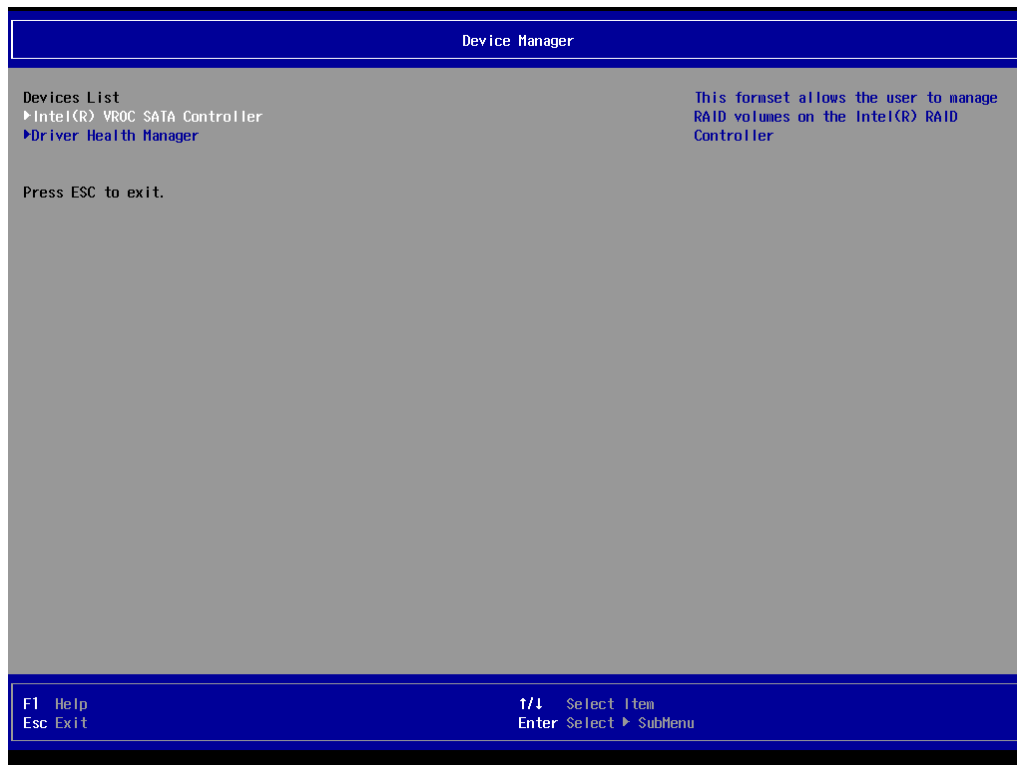 Device Manager
Devices List
▶Intel(R) VROC SATA Controller
▶Driver Health Manager
Press ESC to exit.
This formset allows the user to manage
RAID volumes on the Intel(R) RAID
Controller
F1 Help
Esc Exit
↑/↓ Select Item
Enter Select ▶ SubMenu